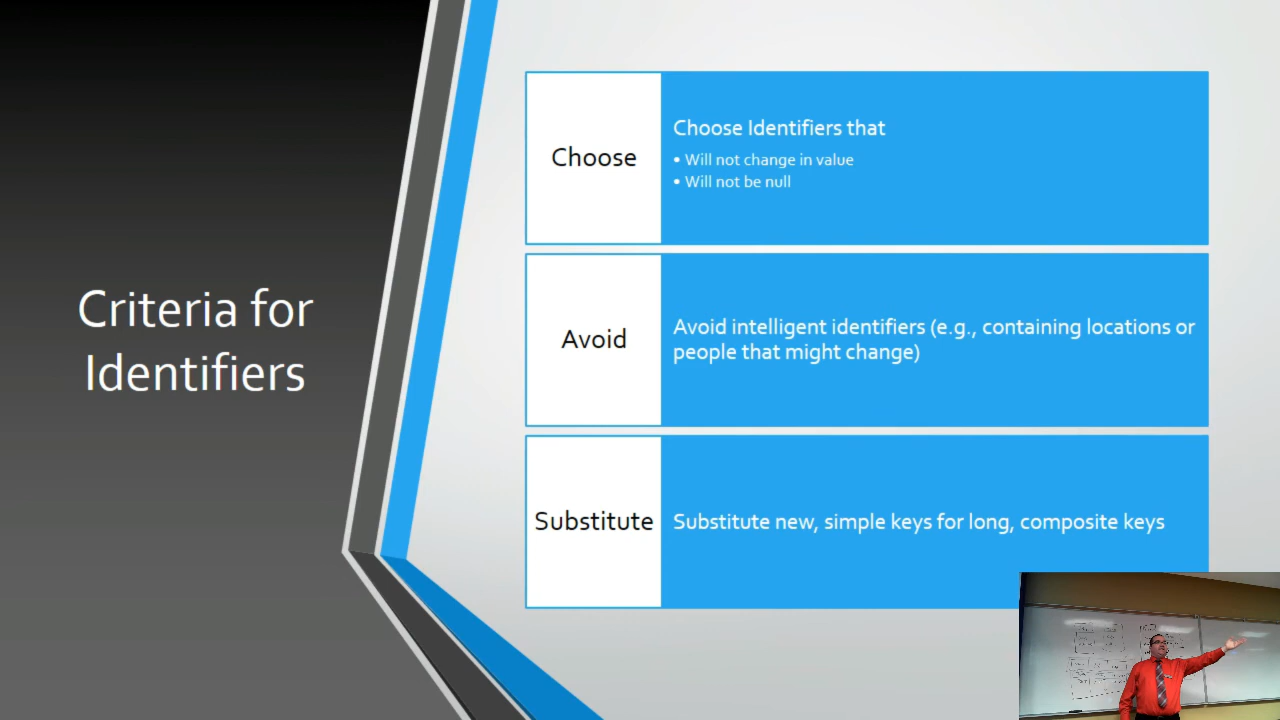 Criteria for
Identifiers
Choose
Choose Identifiers that
• Will not change in value
• Will not be null
Avoid
Avoid intelligent identifiers (e.g., containing locations or
people that might change)
Substitute
Substitute new, simple keys for long, composite keys